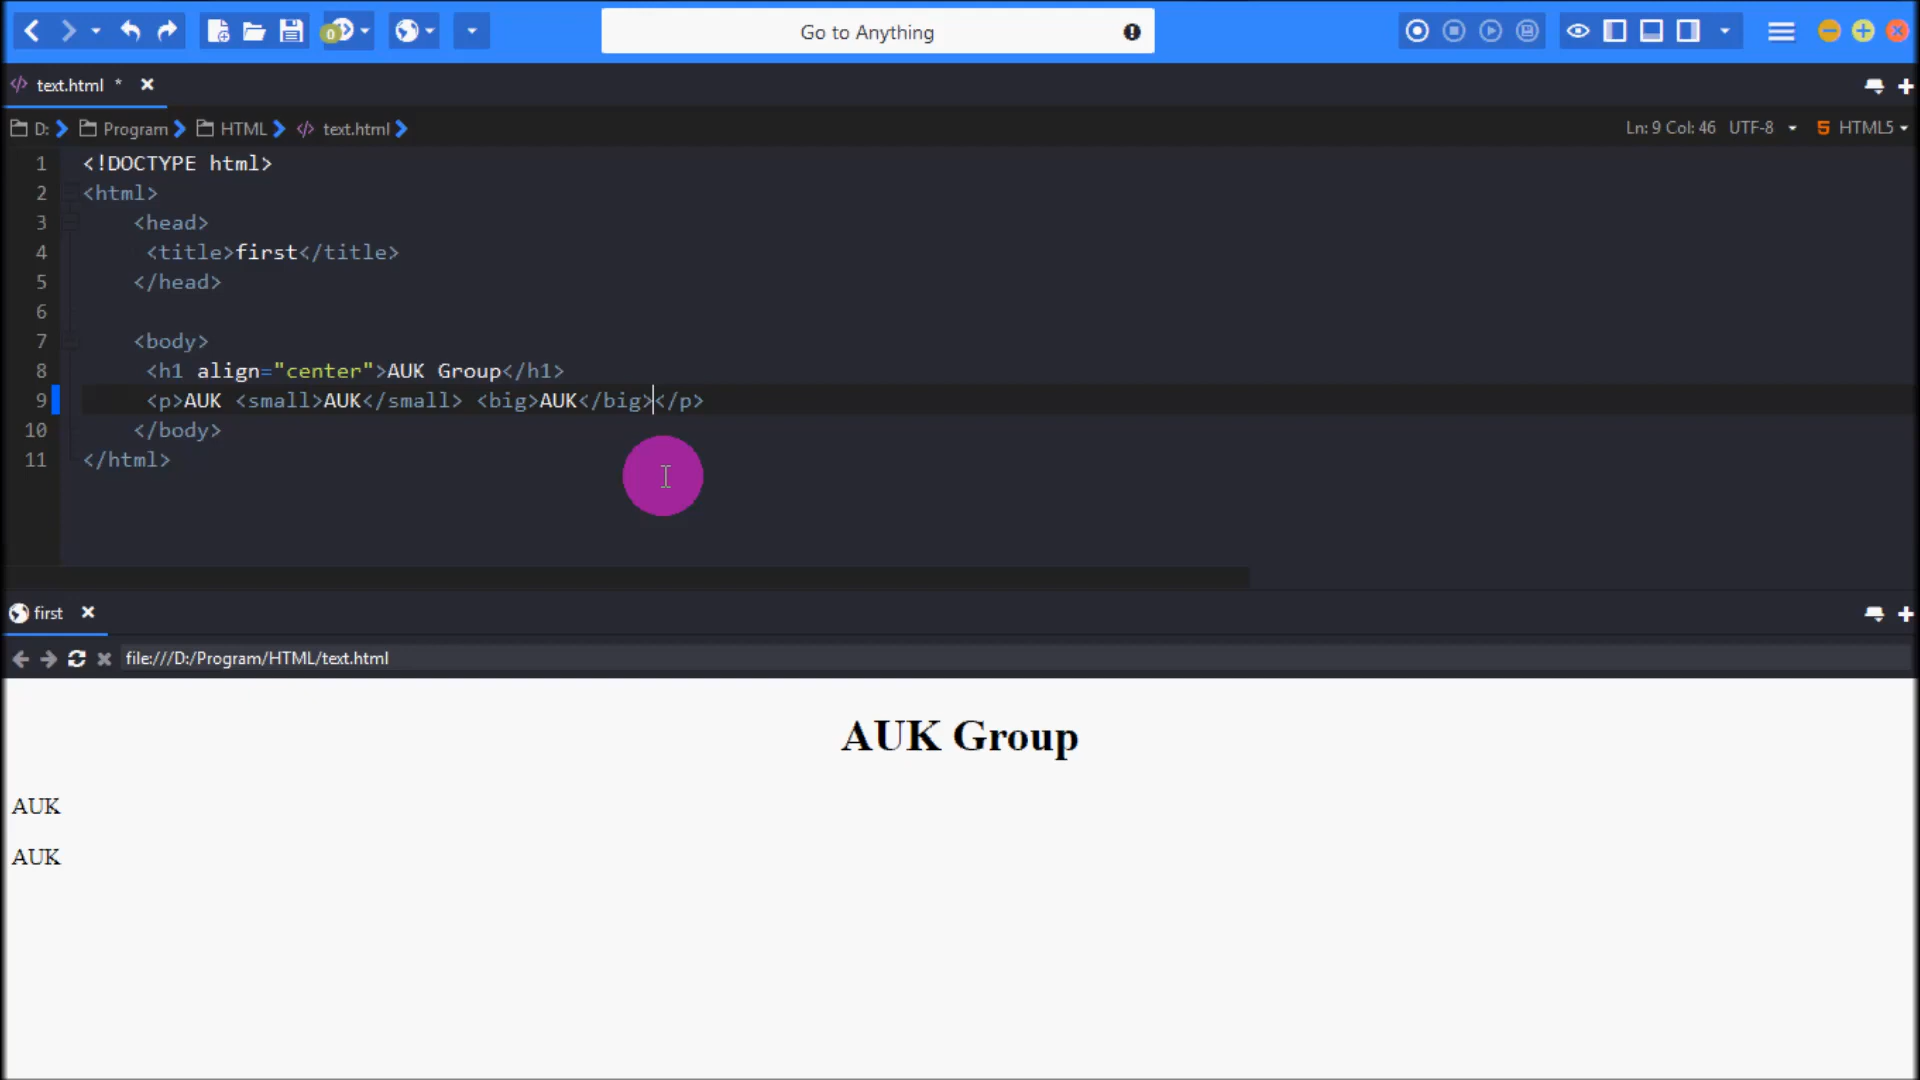 0
Go to Anything
text.html *
D: Program HTML text.html
Ln: 9 Col: 46 UTF-8 HTML5
1 <!DOCTYPE html>
2 <html>
3 <head>
4 <title>first</title>
5 </head>
6
7 <body>
8 <h1 align="center">AUK Group</h1>
9 <p>AUK <small>AUK</small> <big>AUK</big></p>
10 </body>
11 </html>
first
file:///D:/Program/HTML/text.html
AUK Group
AUK
AUK